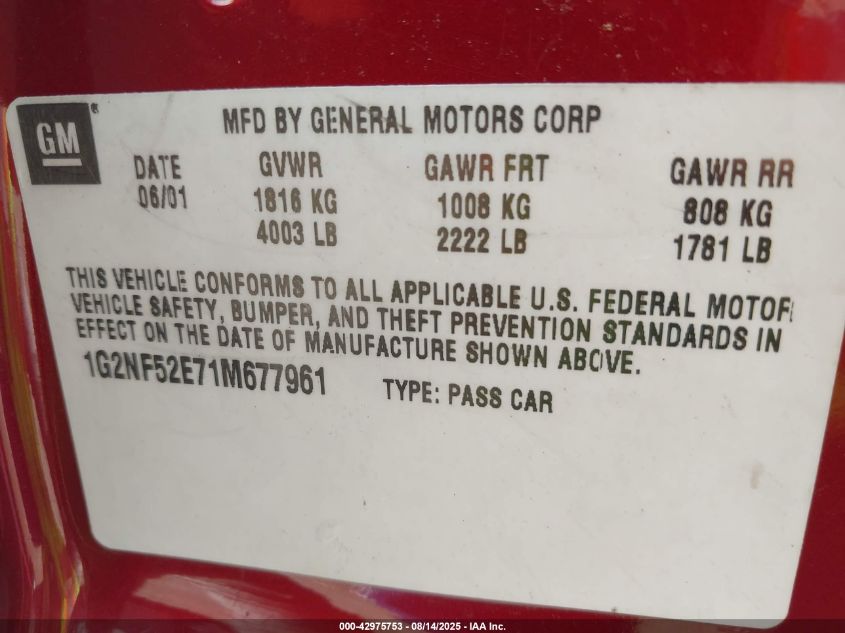 GM
MFD BY GENERAL MOTORS CORP
DATE GVWR GAWR FRT GAWR RR
06/01 1816 KG 1008 KG 808 KG
4003 LB 2222 LB 1781 LB
THIS VEHICLE CONFORMS TO ALL APPLICABLE U.S. FEDERAL MOTOR
VEHICLE SAFETY, BUMPER, AND THEFT PREVENTION STANDARDS IN
EFFECT ON THE DATE OF MANUFACTURE SHOWN ABOVE.
1G2NF52E71M677961 TYPE: PASS CAR
000-42975753 - 08/14/2025 - IAA Inc.